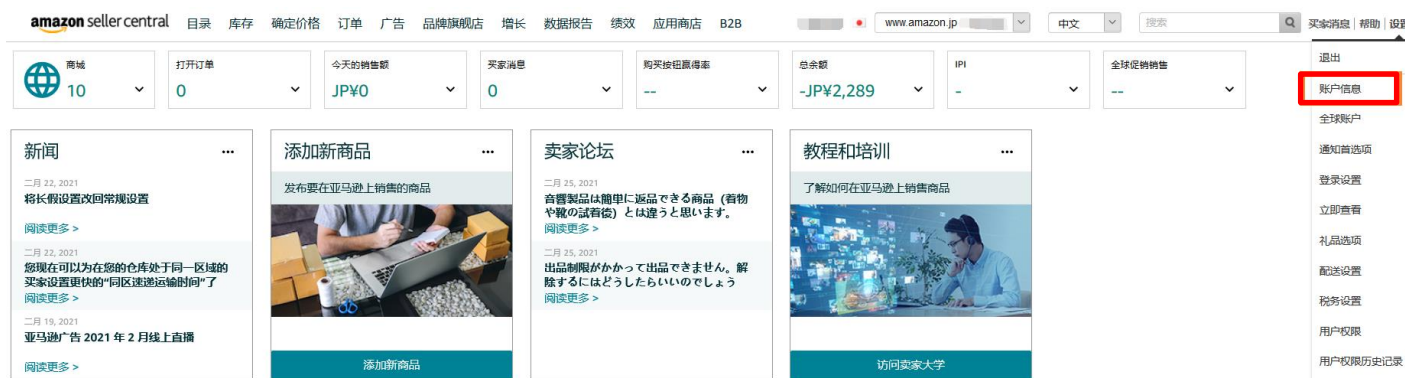 amazon seller central 目录 库存 确定价格 订单 广告 品牌旗舰店 增长 数据报告 绩效 应用商店 B2B www.amazon.jp 中文 搜索 买家消息 帮助
商城
10
打开订单
0
今天的销售额
JP¥0
买家消息
0
购买按钮赢得率
--
总余额
-JP¥2,289
IPI
-
全球促销销售
--
退出
账户信息
全球账户
通知首选项
登录设置
立即查看
礼品选项
配送设置
税务设置
用户权限
用户权限历史记录
新闻
二月 22, 2021
将长假设置改回常规设置
阅读更多 >
二月 22, 2021
您现在可以为在您的仓库处于同一区域的
买家设置更快的“同区速递运输时间”了
阅读更多 >
二月 19, 2021
亚马逊广告 2021 年 2 月线上直播
阅读更多 >
添加新商品
发布要在亚马逊上销售的商品
添加新商品
卖家论坛
二月 25, 2021
音響製品は簡単に返品できる商品（着物
や靴の試着後）とは違うと思います。
阅读更多 >
二月 25, 2021
出品制限がかかって出品できません。解
除するにはどうしたらいいのでしょう
阅读更多 >
教程和培训
了解如何在亚马逊上销售商品
访问卖家大学